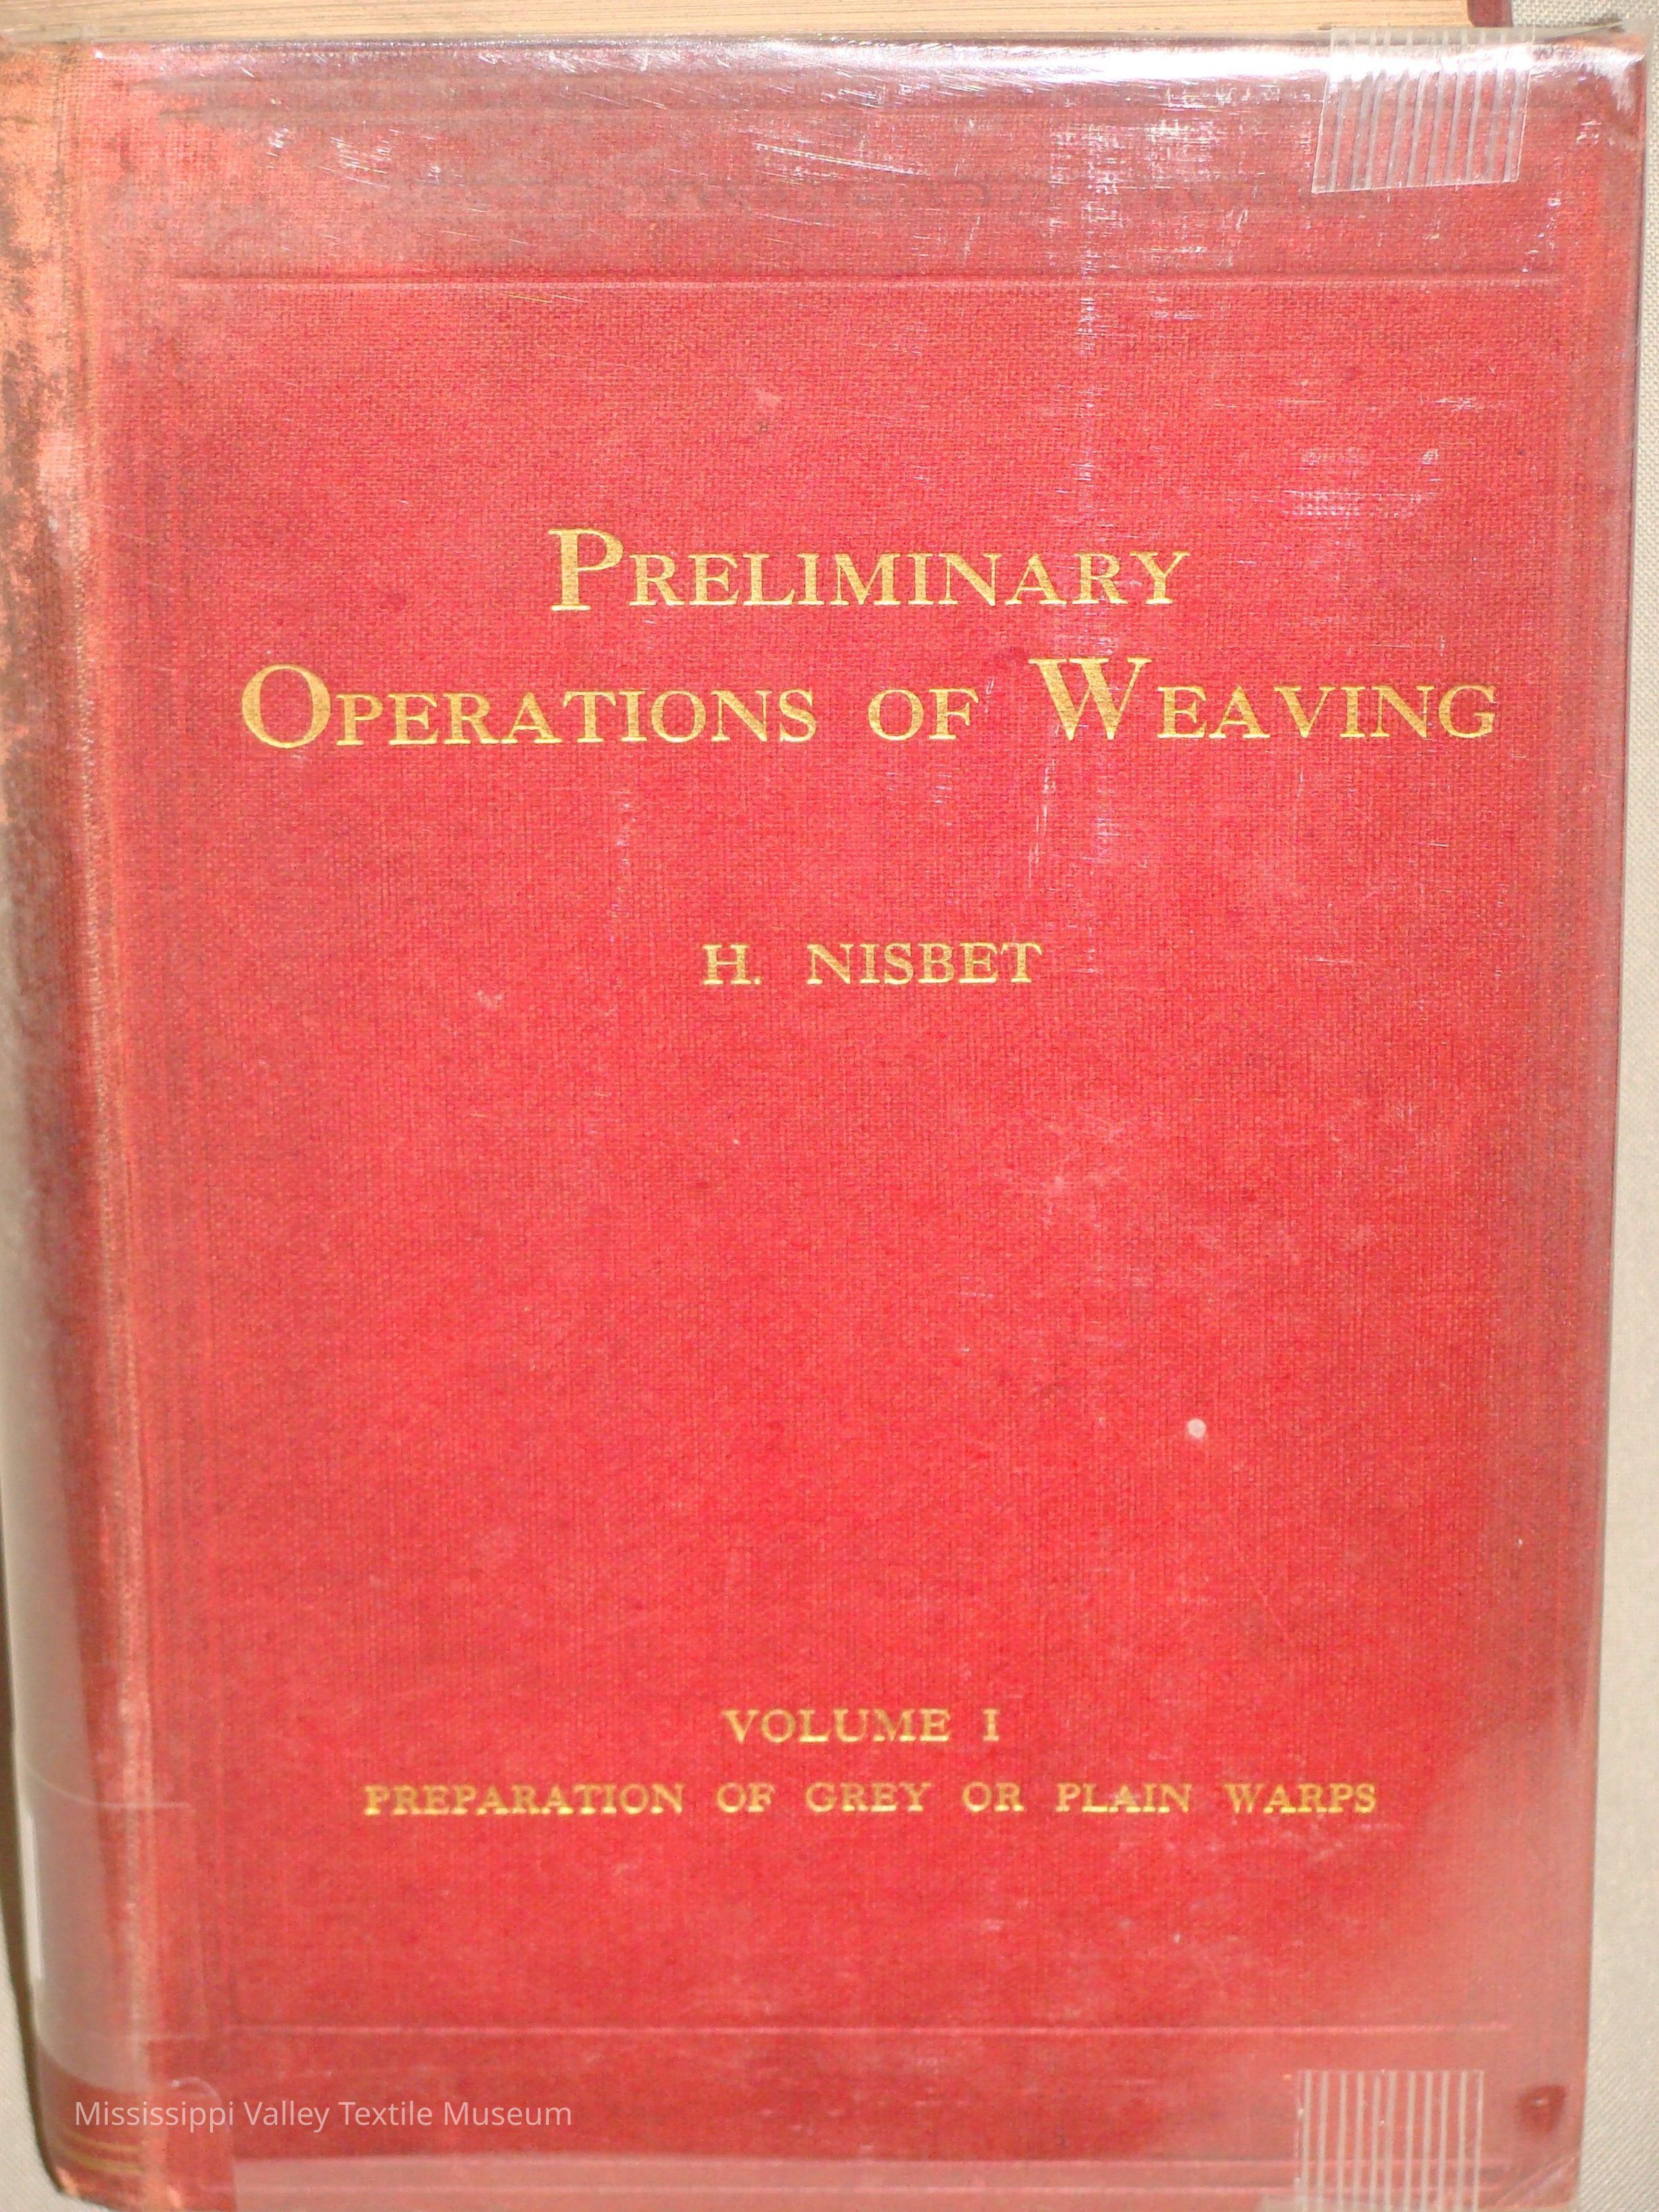 PRELIMINARY
OPERATIONS OF WEAVING
H. NISBET
VOLUME I
PREPARATION OF GREY OR PLAIN WARPS
Mississippi Valley Textile Museum